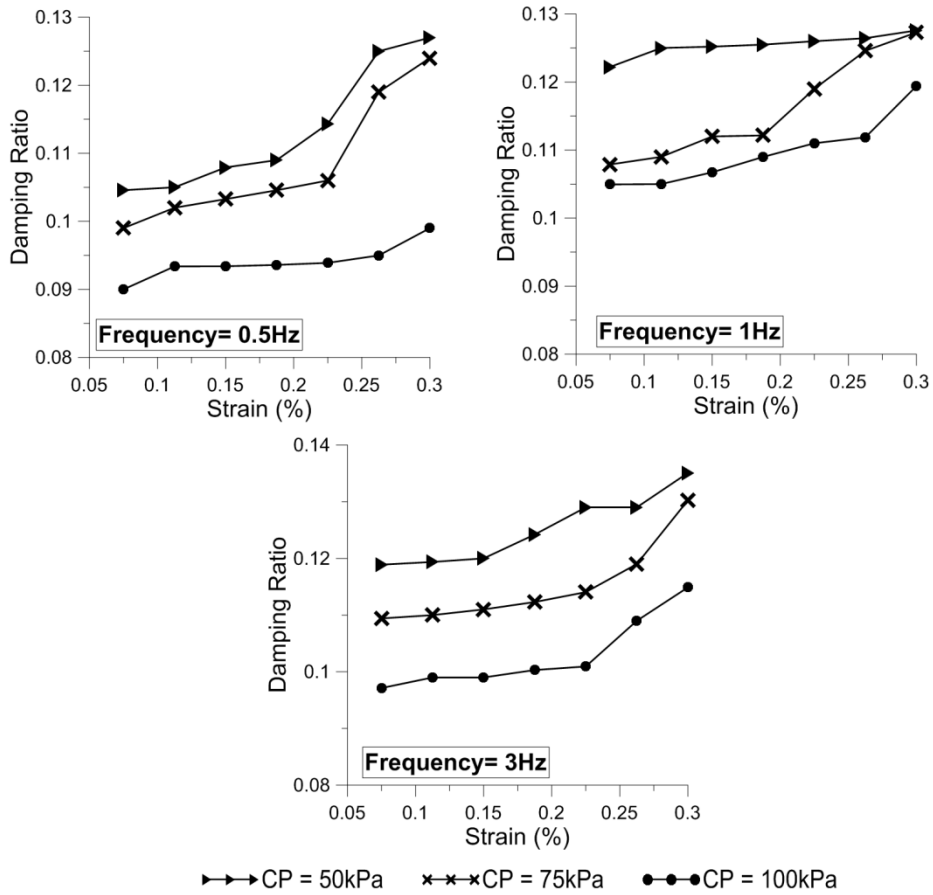 0.13
0.12
0.11
0.1
0.09
0.08
Damping Ratio
Frequency= 0.5Hz
0.05 0.1 0.15 0.2 0.25 0.3
Strain (%)
0.13
0.12
0.11
0.1
0.09
0.08
Damping Ratio
Frequency= 1Hz
0.05 0.1 0.15 0.2 0.25 0.3
Strain (%)
0.14
0.12
0.1
0.08
Damping Ratio
Frequency= 3Hz
0.05 0.1 0.15 0.2 0.25 0.3
Strain (%)
CP = 50kPa CP = 75kPa CP = 100kPa